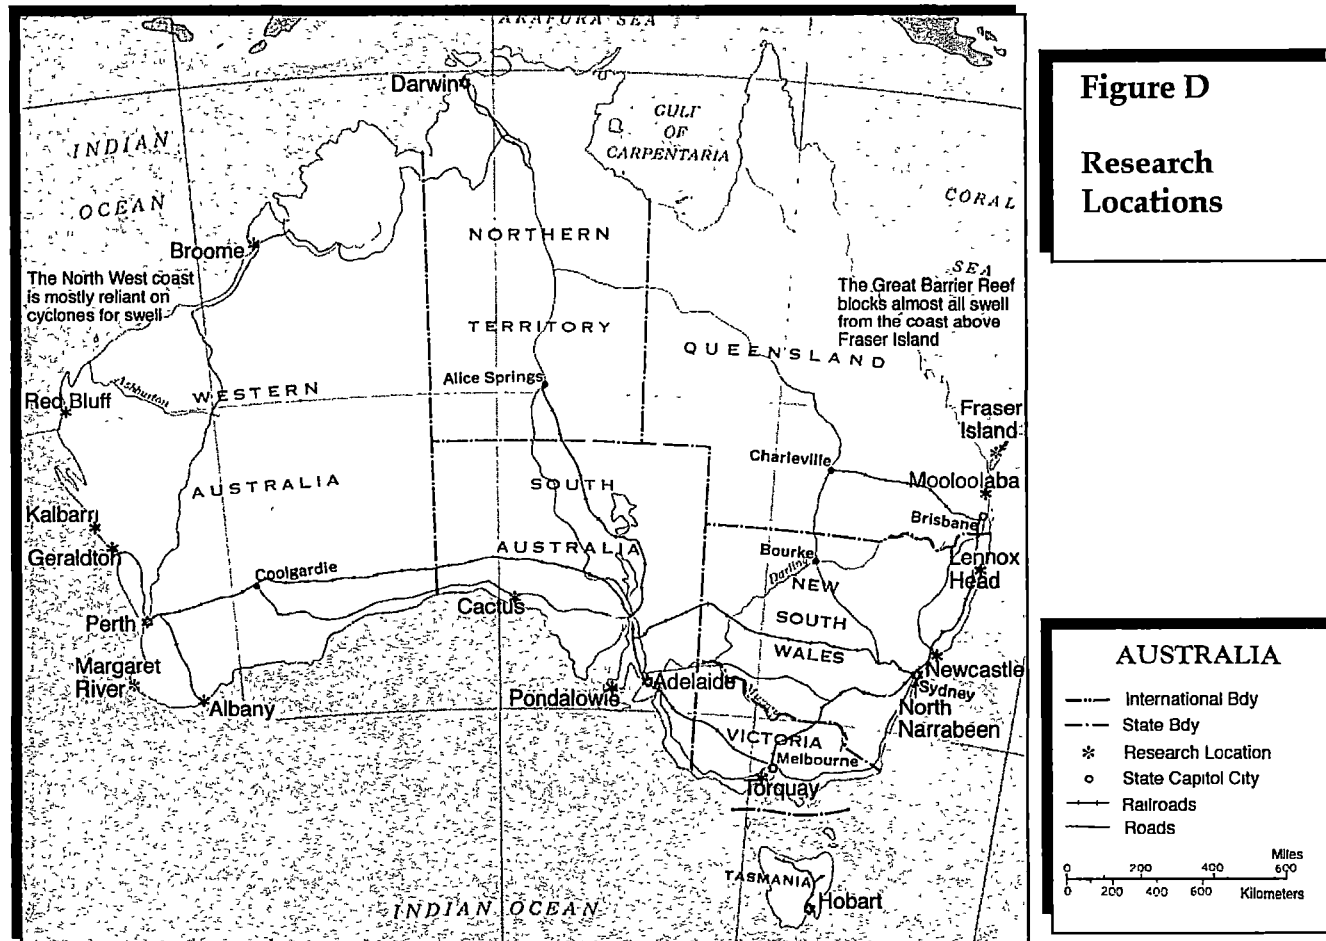 ARAFURA SEA
Darwin
GULF
OF
CARPENTARIA
INDIAN
OCEAN
CORAL
SEA
Broome
NORTHERN
TERRITORY
The North West coast
is mostly reliant on
cyclones for swell
The Great Barrier Reef
blocks almost all swell
from the coast above
Fraser Island
QUEENSLAND
Alice Springs
WESTERN
AUSTRALIA
Ashburton
Red Bluff
Fraser
Island
Charleville
Mooloolaba
SOUTH
AUSTRALIA
Kalbarri
Geraldton
Brisbane
Bourke
Darling
Lennox
Head
Coolgardie
NEW
SOUTH
WALES
Cactus
Perth
Margaret
River
Albany
Pondalowie
Adelaide
Newcastle
Sydney
North
Narrabeen
VICTORIA
Melbourne
Torquay
TASMANIA
Hobart
INDIAN OCEAN
Figure D
Research
Locations
AUSTRALIA
International Bdy
State Bdy
Research Location
State Capitol City
Railroads
Roads
Miles
0 200 400 600
0 200 400 600 Kilometers